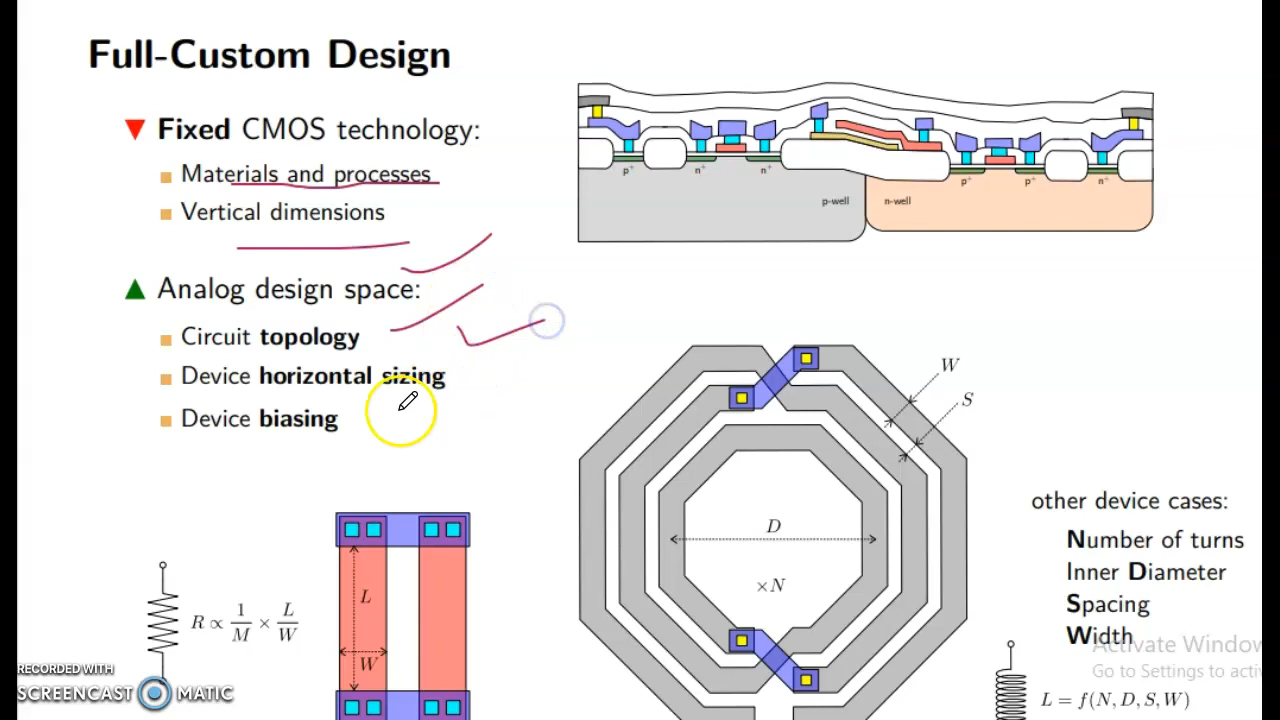 Full-Custom Design
▼ Fixed CMOS technology:
Materials and processes
Vertical dimensions
▲ Analog design space:
Circuit topology
Device horizontal sizing
Device biasing
p⁺ n⁺ n⁺ p⁺ p⁺ n⁺
p-well n-well
W
S
D
×N
L
W
R ∝ 1/M × L/W
other device cases:
Number of turns
Inner Diameter
Spacing
Width
L = f(N, D, S, W)
Activate Window
Go to Settings to activ
RECORDED WITH
SCREENCAST MATIC